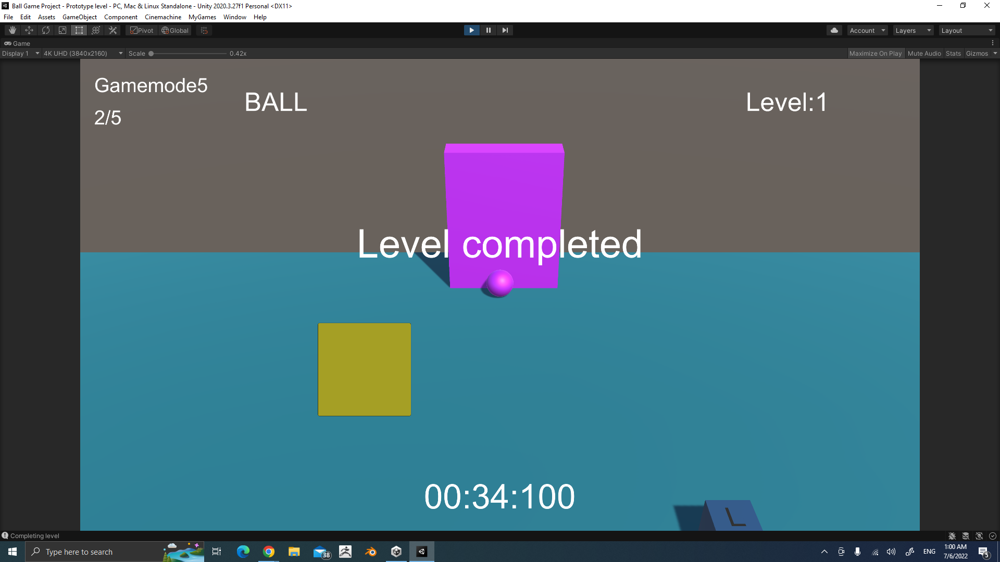 Ball Game Project - Prototype level - PC, Mac & Linux Standalone - Unity 2020.3.27f1 Personal <DX11>
File Edit Assets GameObject Component Cinemachine MyGames Window Help
Pivot Global Account Layers Layout
Game
Display 1 4K UHD (3840x2160) Scale 0.42x Maximize On Play Mute Audio Stats Gizmos
Gamemode5
BALL
Level:1
2/5
Level completed
00:34:100
L
Completing level
Type here to search
38
ENG
1:00 AM
7/6/2022
5